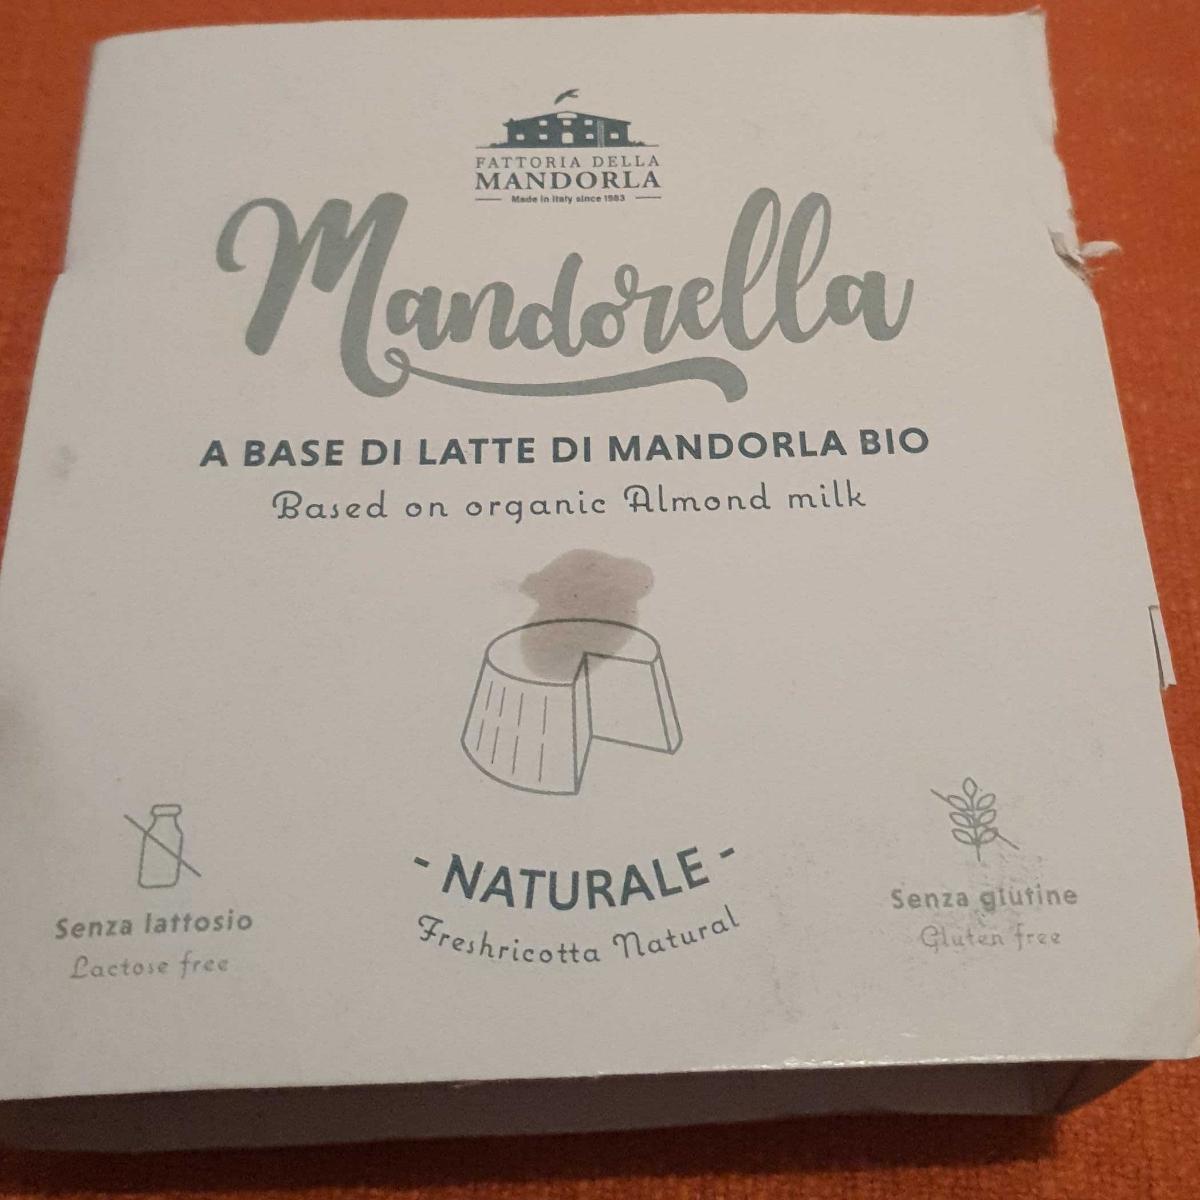 FATTORIA DELLA
MANDORLA
Made in Italy since 1983
Mandorella
A BASE DI LATTE DI MANDORLA BIO
Based on organic Almond milk
- NATURALE -
Freshricotta Natural
Senza lattosio
Lactose free
Senza glutine
Gluten free